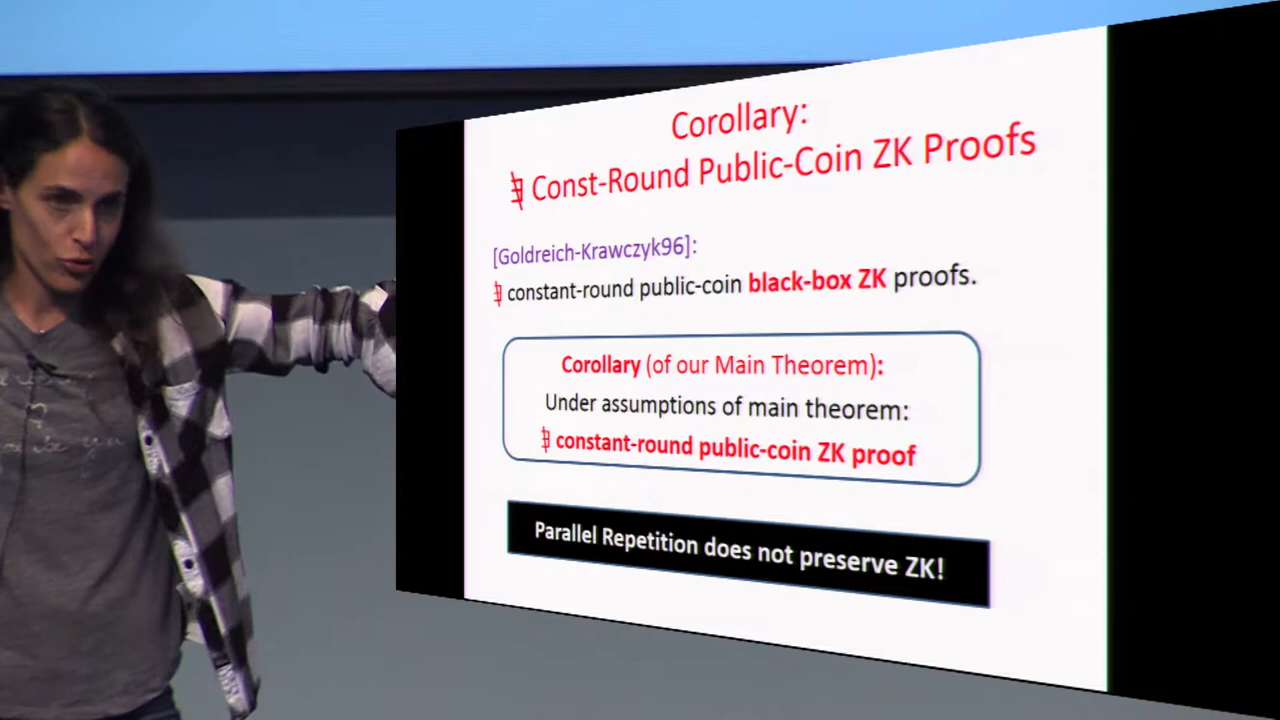 Corollary:
∄ Const-Round Public-Coin ZK Proofs
[Goldreich-Krawczyk96]:
∄ constant-round public-coin black-box ZK proofs.
Corollary (of our Main Theorem):
Under assumptions of main theorem:
∄ constant-round public-coin ZK proof
Parallel Repetition does not preserve ZK!